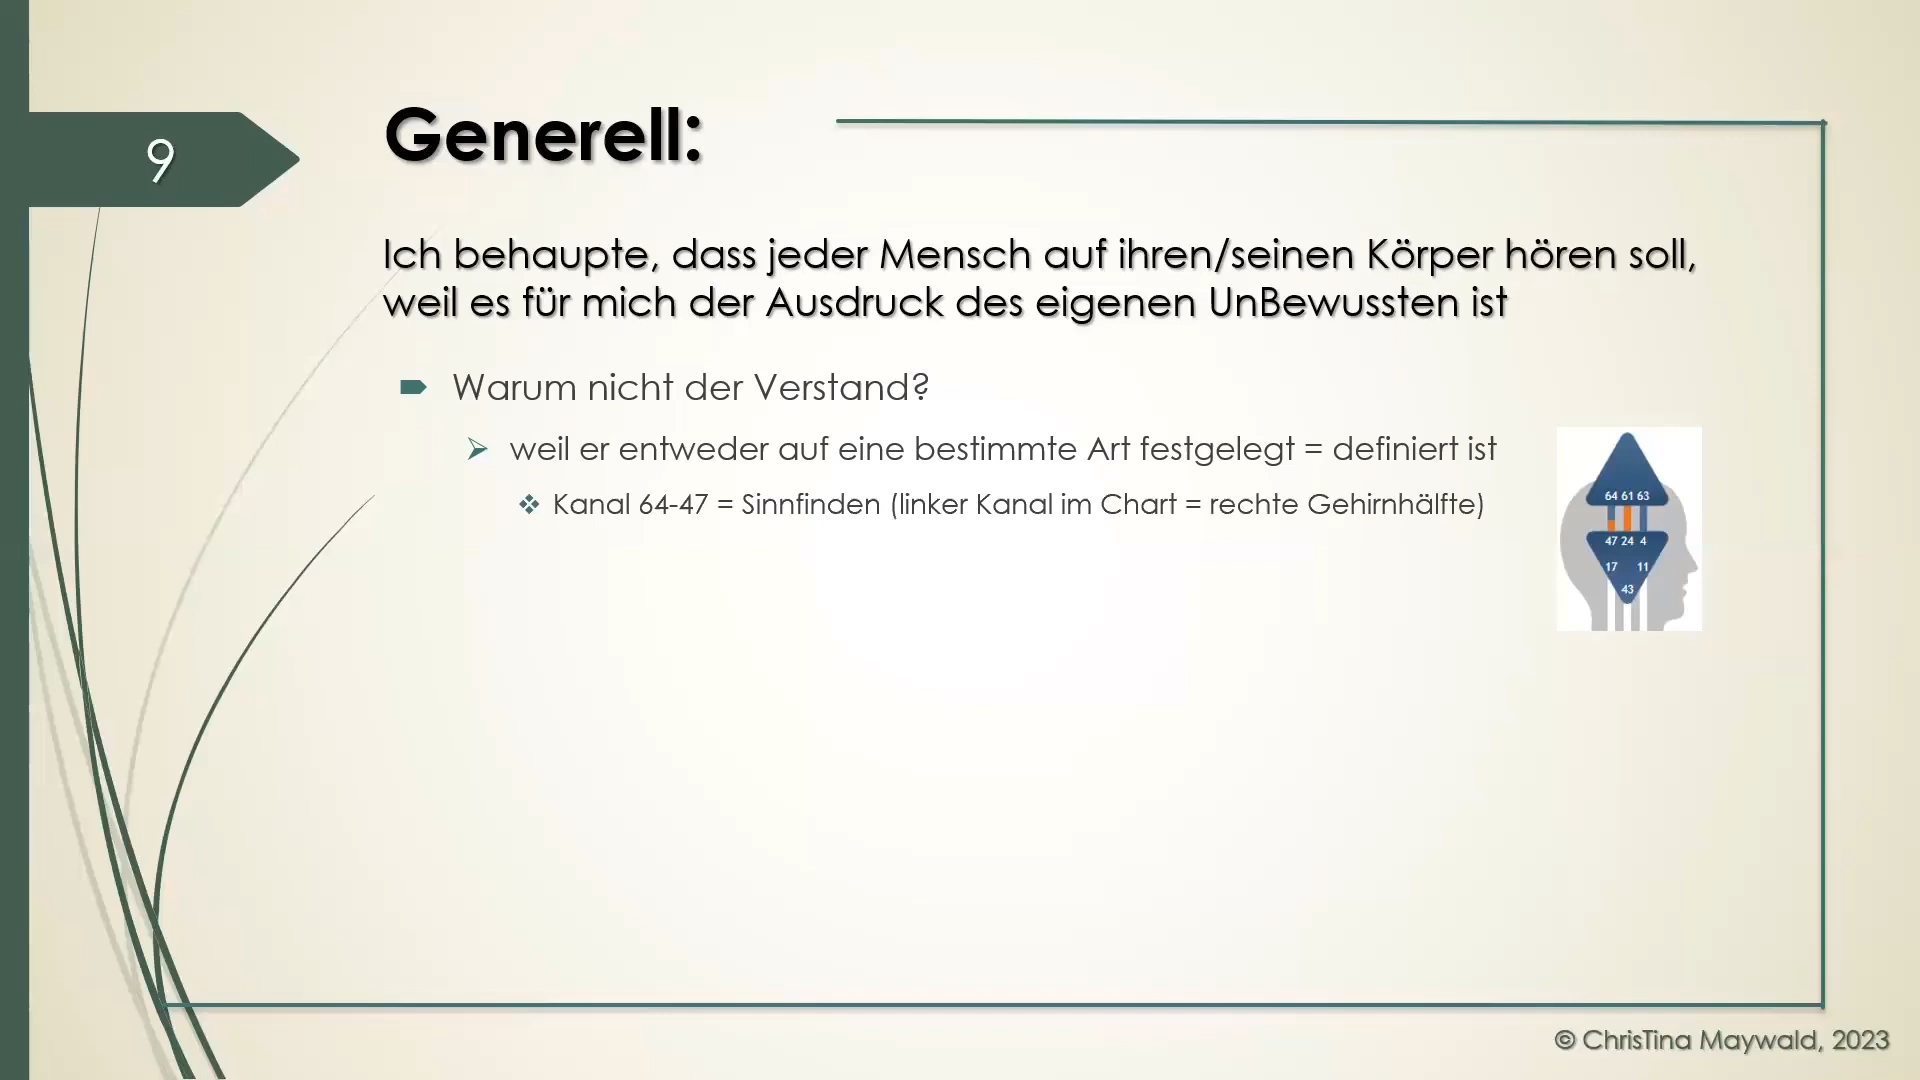 9
Generell:
Ich behaupte, dass jeder Mensch auf ihren/seinen Körper hören soll,
weil es für mich der Ausdruck des eigenen UnBewussten ist
Warum nicht der Verstand?
weil er entweder auf eine bestimmte Art festgelegt = definiert ist
Kanal 64-47 = Sinnfinden (linker Kanal im Chart = rechte Gehirnhälfte)
64 61 63
47 24 4
17 11
43
© ChrisTina Maywald, 2023